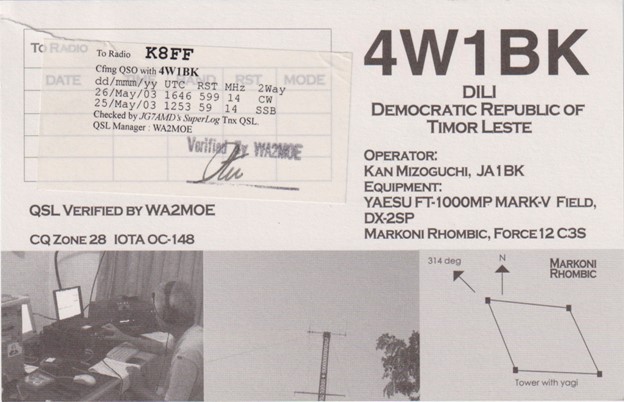 To Radio
DATE TIME BAND RST MODE
To Radio K8FF
Cfmg QSO with 4W1BK
dd/mmm/yy UTC RST MHz 2Way
26/May/03 1646 599 14 CW
25/May/03 1253 59 14 SSB
Checked by JG7AMD's SuperLog Tnx QSL.
QSL Manager : WA2MOE
Verified By WA2MOE
QSL Verified by WA2MOE
CQ Zone 28 IOTA OC-148
4W1BK
Dili
Democratic Republic of
Timor Leste
Operator:
Kan Mizoguchi, JA1BK
Equipment:
YAESU FT-1000MP MARK-V Field,
DX-2SP
Markoni Rhombic, Force 12 C3S
314 deg
N
Markoni
Rhombic
Tower with yagi